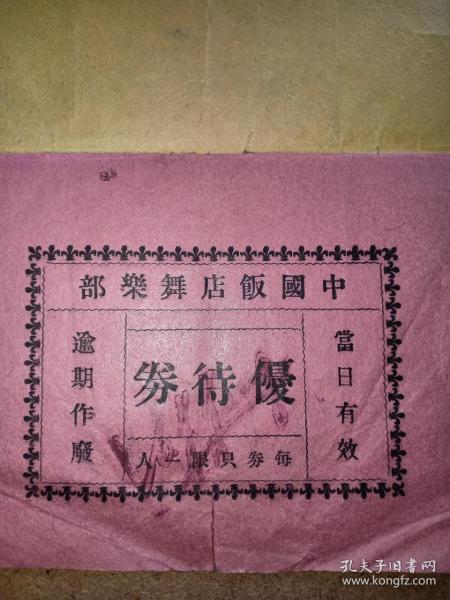 中國飯店舞樂部
當日有效
優待券
每券只限一人
逾期作廢
孔夫子旧书网
www.kongfz.com